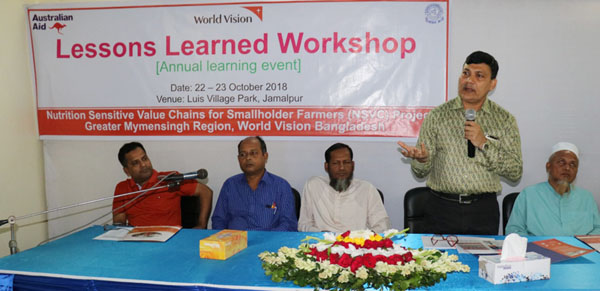 Australian
Aid
World Vision
Lessons Learned Workshop
[Annual learning event]
Date: 22 – 23 October 2018
Venue: Luis Village Park, Jamalpur
Nutrition Sensitive Value Chains for Smallholder Farmers (NSVC) Project
Greater Mymensingh Region, World Vision Bangladesh